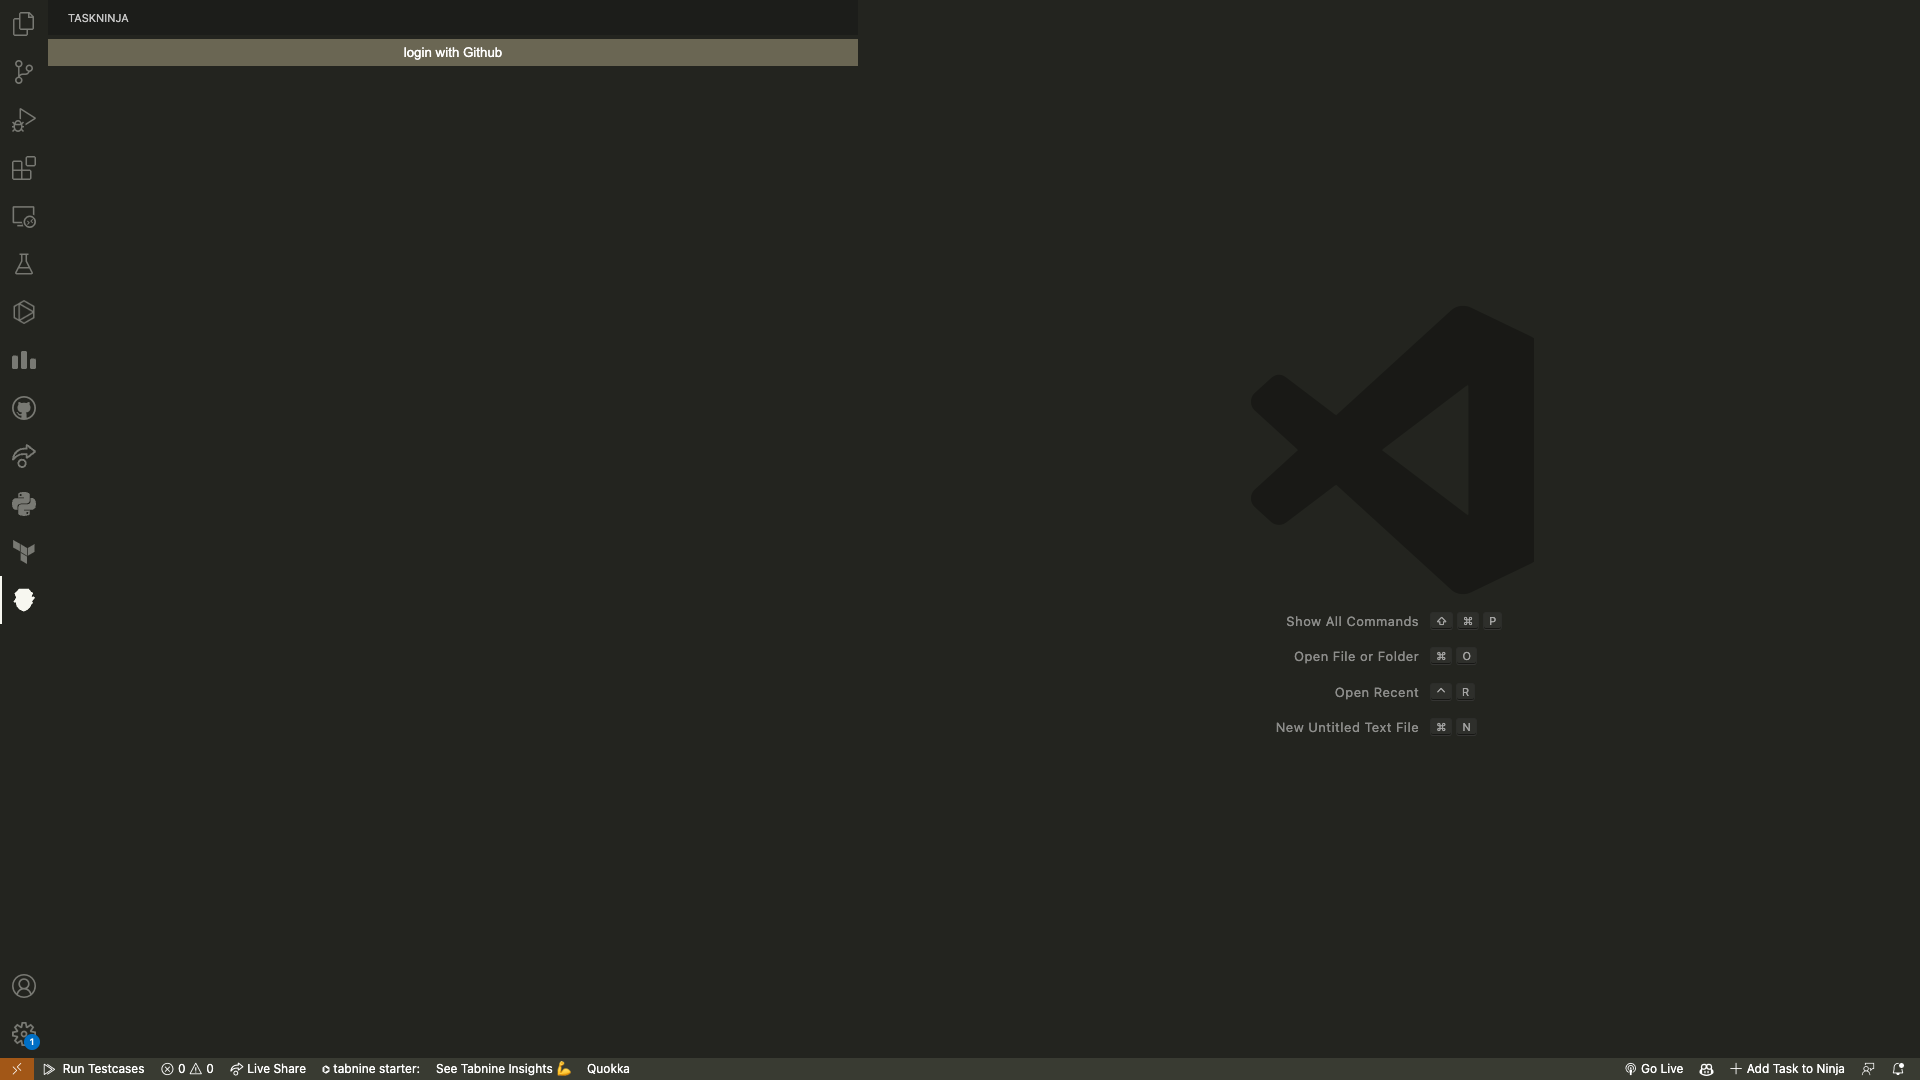 TASKNINJA
login with Github
Show All Commands ⇧ ⌘ P
Open File or Folder ⌘ O
Open Recent ⌃ R
New Untitled Text File ⌘ N
1
Run Testcases 0 0 Live Share tabnine starter: See Tabnine Insights 💪 Quokka Go Live Add Task to Ninja